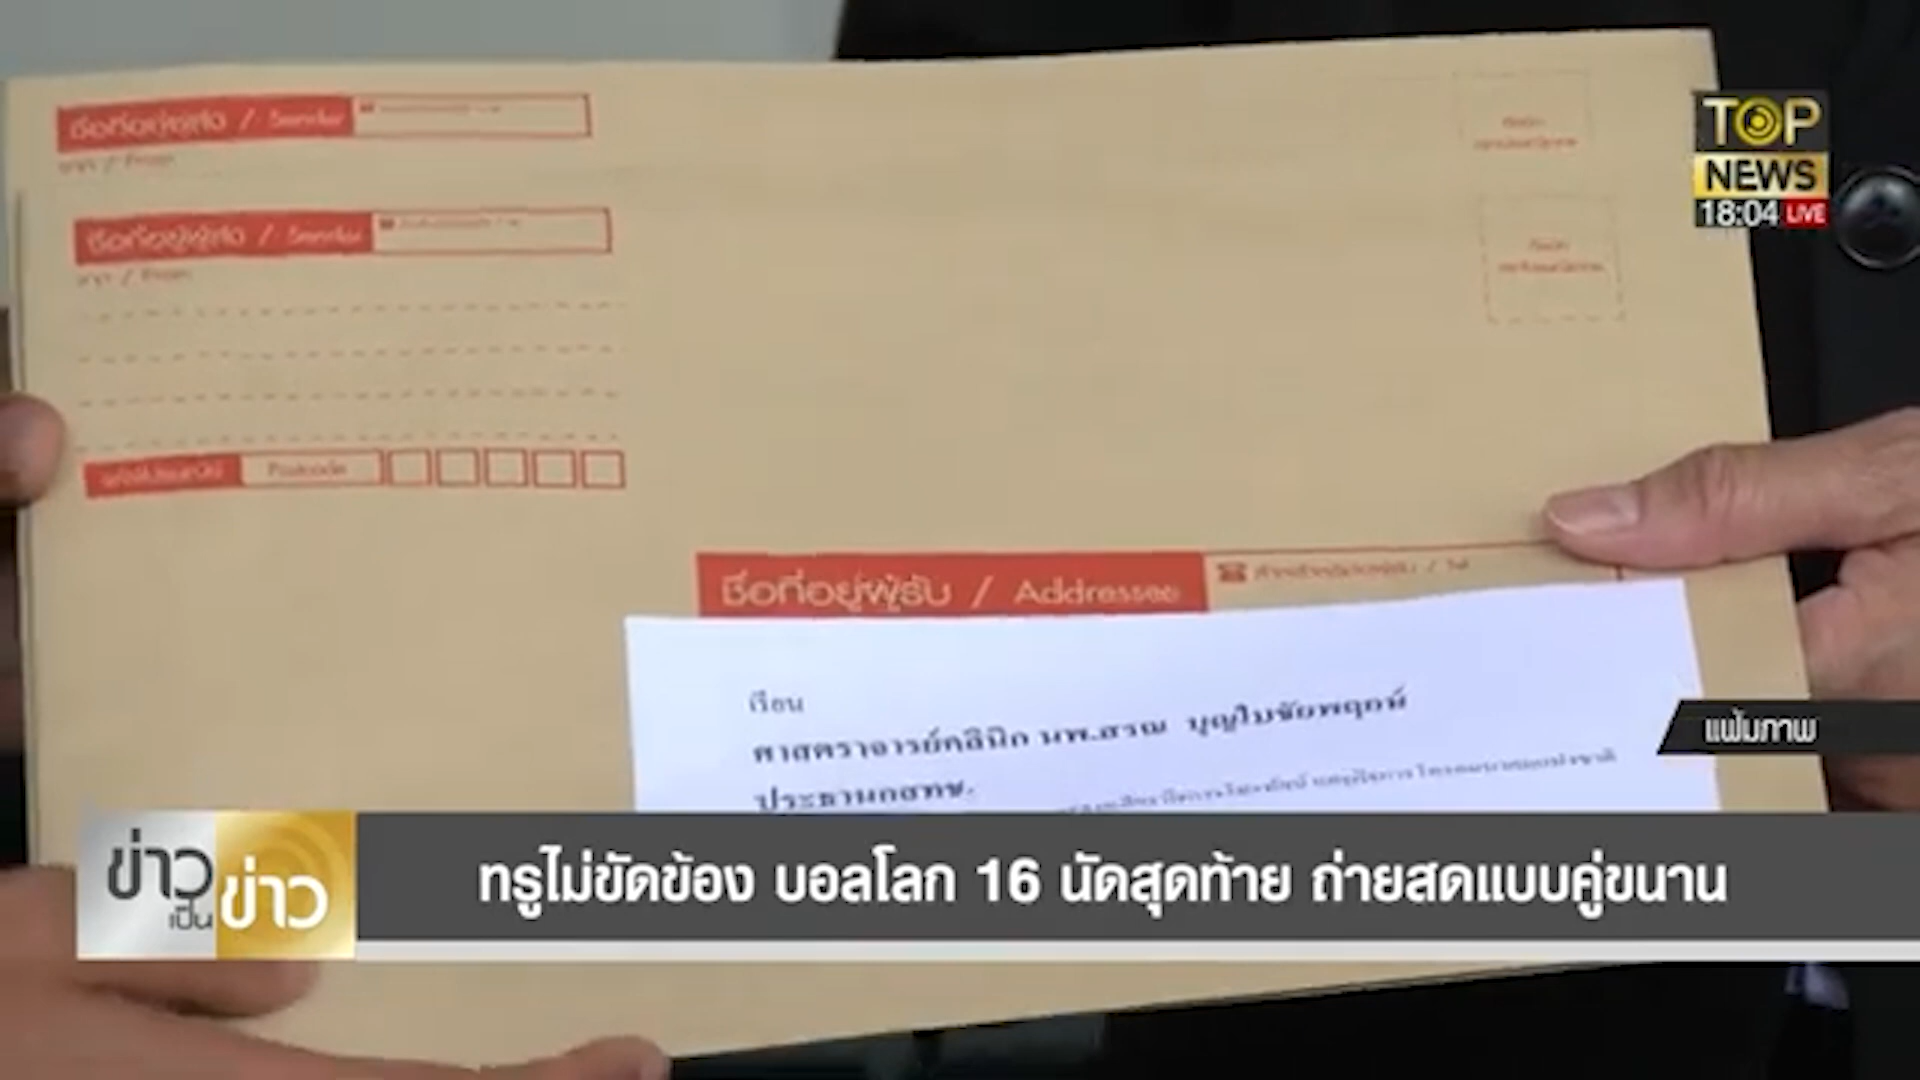 ชื่อที่อยู่ผู้ส่ง /
ชื่อที่อยู่ผู้ส่ง /
TOP
NEWS
18:04 LIVE
Postcode
ชื่อที่อยู่ผู้รับ / Addressee
เรียน
ศาสตราจารย์คลินิก นพ.สรณ บุญใบชัยพฤกษ์
ประธานกสทช.
แฟ้มภาพ
ข่าวเป็นข่าว
ทรูไม่ขัดข้อง บอลโลก 16 นัดสุดท้าย ถ่ายสดแบบคู่ขนาน